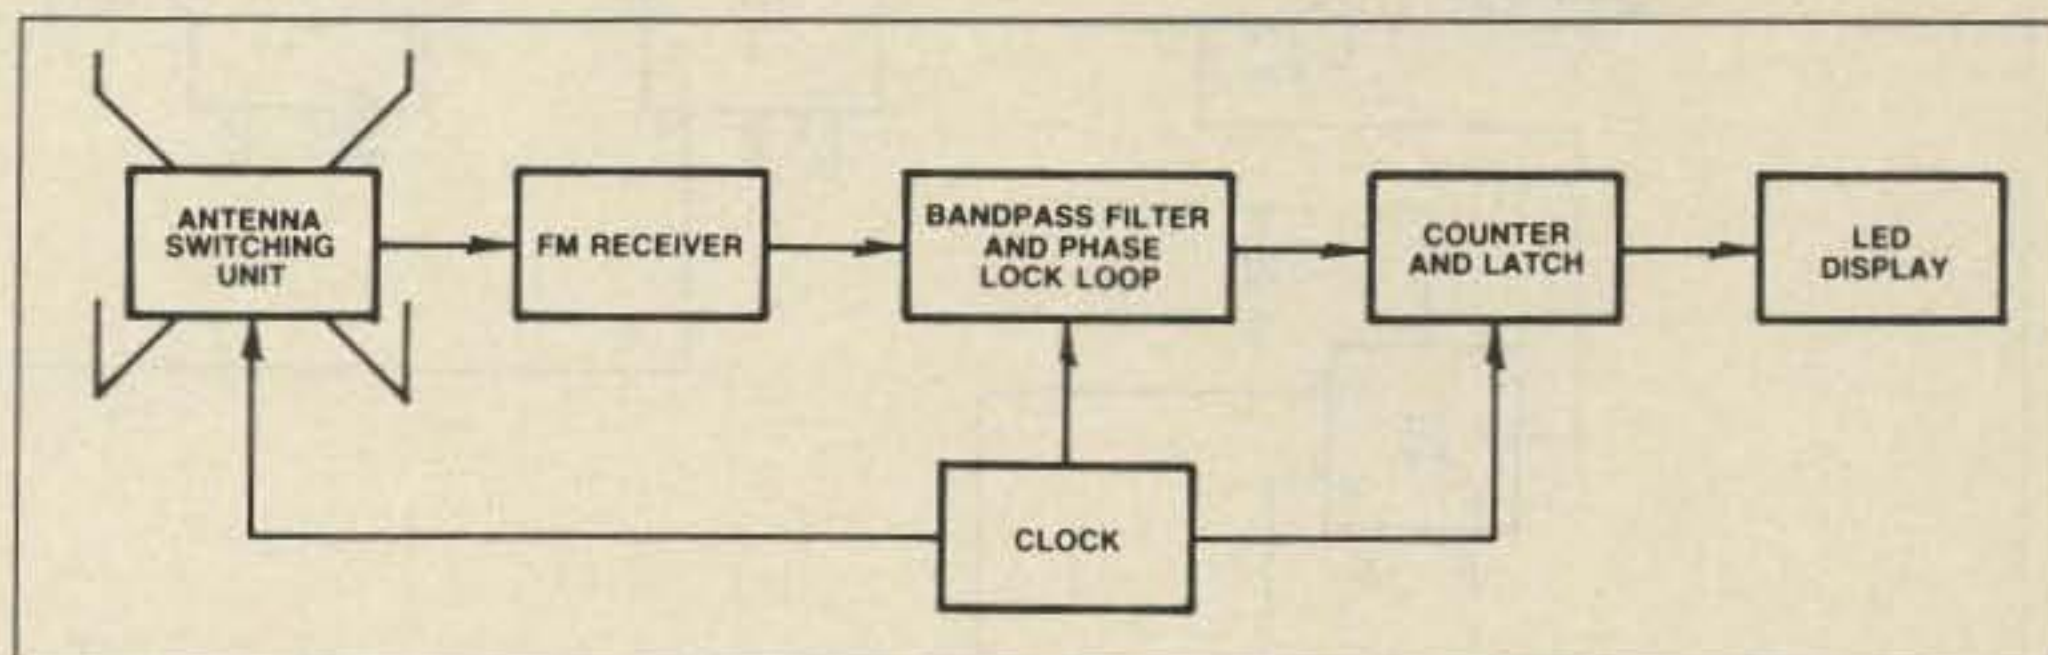 ANTENNA
SWITCHING
UNIT
FM RECEIVER
BANDPASS FILTER
AND PHASE
LOCK LOOP
COUNTER
AND LATCH
LED
DISPLAY
CLOCK